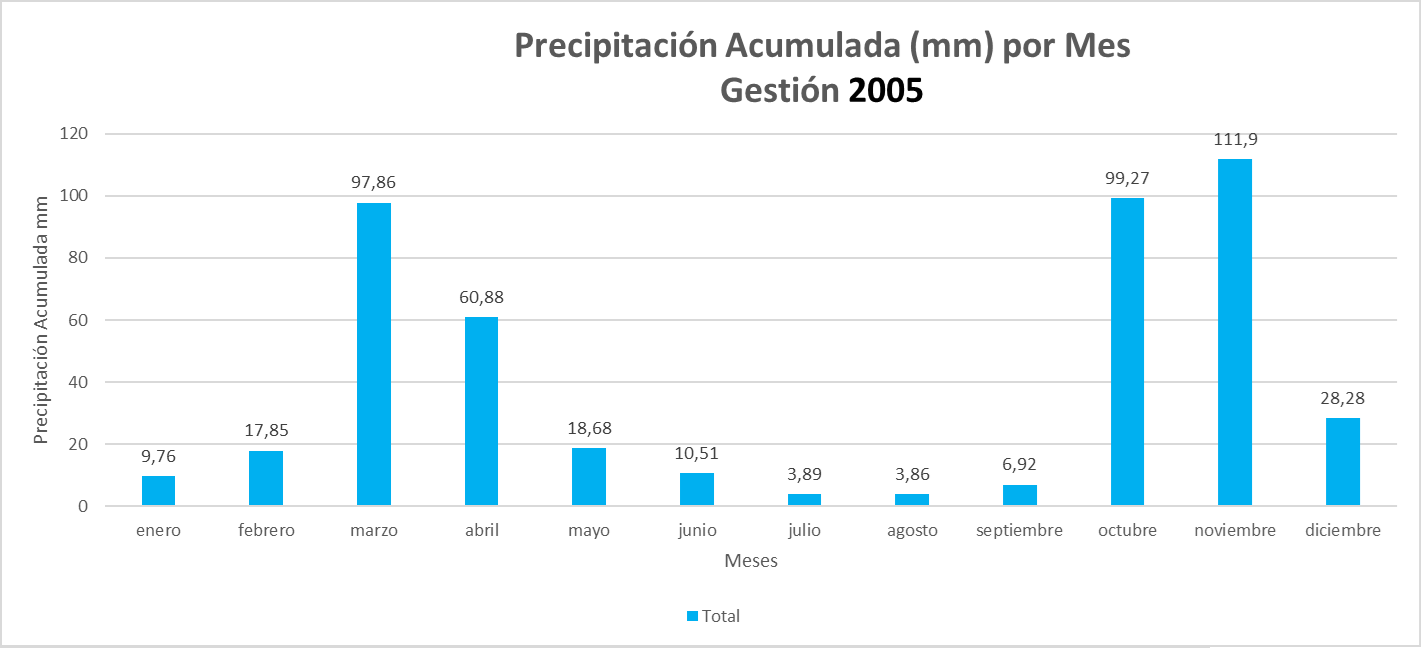 Precipitación Acumulada (mm) por Mes
Gestión 2005
Precipitación Acumulada mm
120
100
80
60
40
20
0
9,76
17,85
97,86
60,88
18,68
10,51
3,89
3,86
6,92
99,27
111,9
28,28
enero
febrero
marzo
abril
mayo
junio
julio
agosto
septiembre
octubre
noviembre
diciembre
Meses
Total